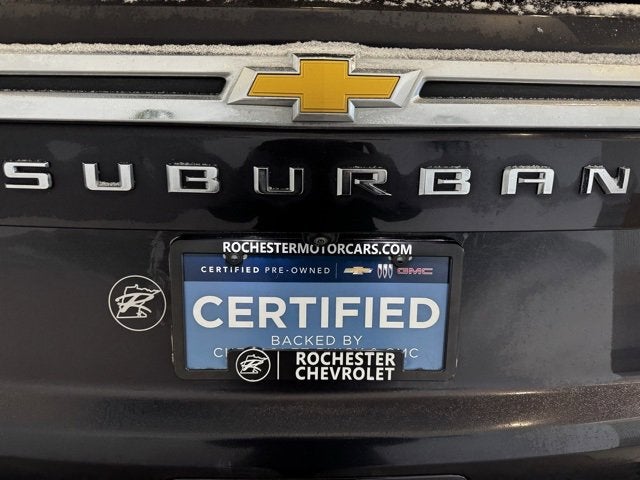 SUBURBAN
ROCHESTERMOTORCARS.COM
CERTIFIED PRE-OWNED GMC
CERTIFIED
BACKED BY
ROCHESTER
CHEVROLET